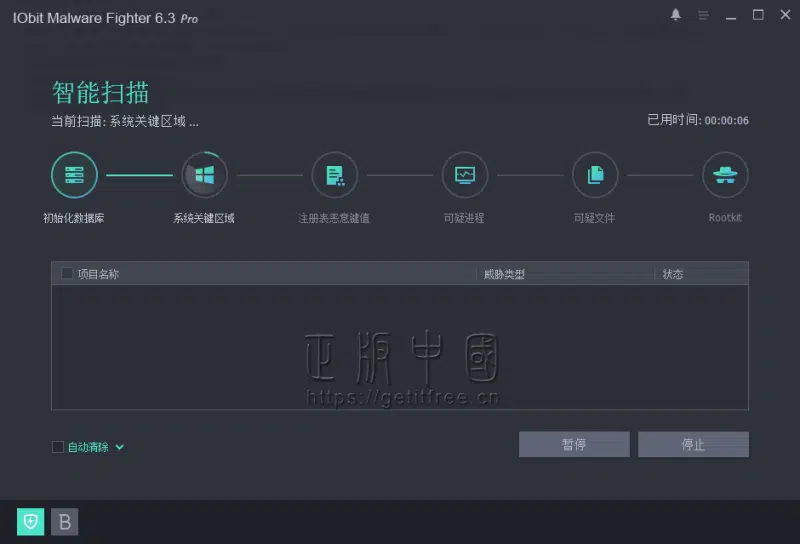 IObit Malware Fighter 6.3 Pro
智能扫描
当前扫描: 系统关键区域 ...
已用时间: 00:00:06
初始化数据库
系统关键区域
注册表恶意键值
可疑进程
可疑文件
Rootkit
项目名称
威胁类型
状态
正版中國
https://getitfree.cn
自动清除
暂停
停止
B